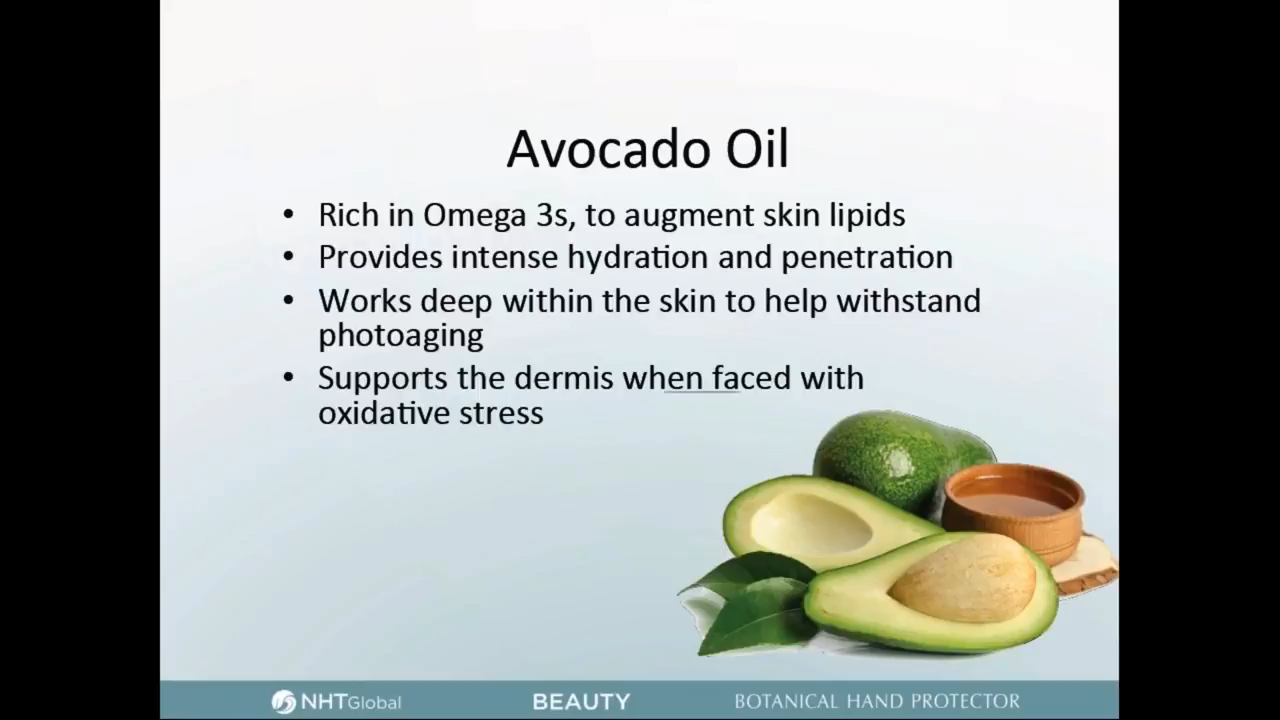 Avocado Oil
• Rich in Omega 3s, to augment skin lipids
• Provides intense hydration and penetration
• Works deep within the skin to help withstand
photoaging
• Supports the dermis when faced with
oxidative stress
NHTGlobal BEAUTY BOTANICAL HAND PROTECTOR